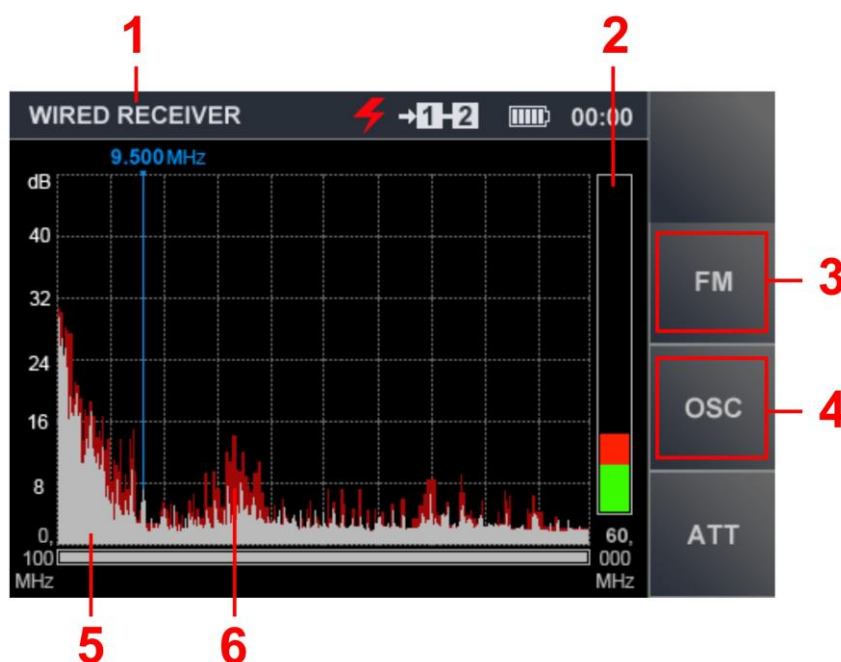 1
2
WIRED RECEIVER
→1-2
00:00
9.500 MHz
dB
40
32
24
16
8
0,
100
MHz
60,
000
MHz
FM
3
OSC
4
ATT
5
6